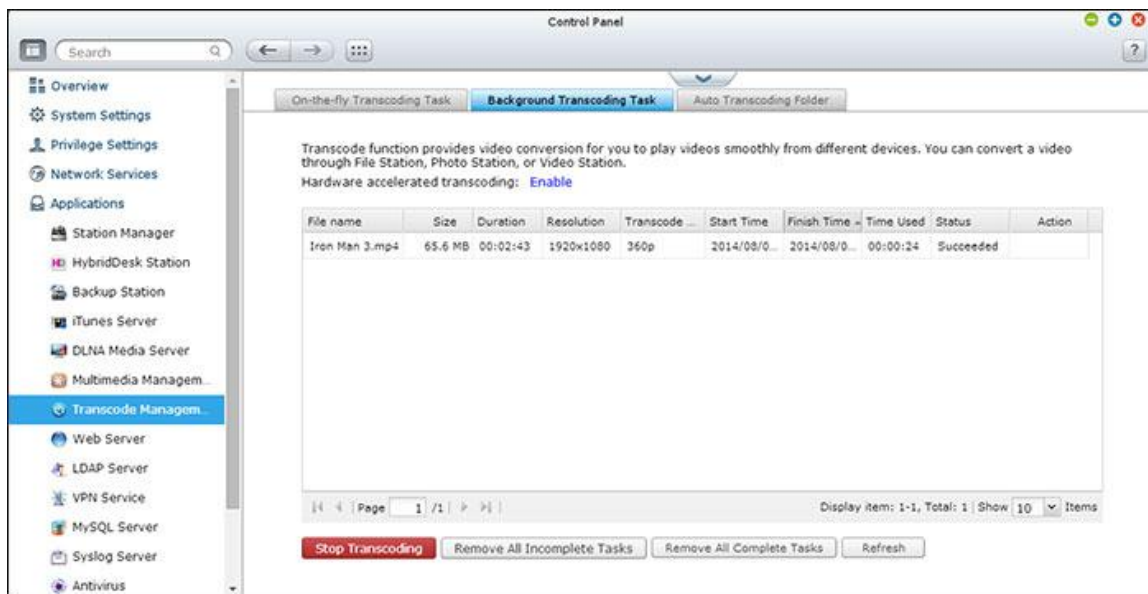 Control Panel
Search
?
Overview
System Settings
Privilege Settings
Network Services
Applications
Station Manager
HD HybridDesk Station
Backup Station
iTunes Server
DLNA Media Server
Multimedia Managem...
Transcode Managem...
Web Server
LDAP Server
VPN Service
MySQL Server
Syslog Server
Antivirus
On-the-fly Transcoding Task Background Transcoding Task Auto Transcoding Folder
Transcode function provides video conversion for you to play videos smoothly from different devices. You can convert a video
through File Station, Photo Station, or Video Station.
Hardware accelerated transcoding: Enable
File name Size Duration Resolution Transcode ... Start Time Finish Time Time Used Status Action
Iron Man 3.mp4 65.6 MB 00:02:43 1920x1080 360p 2014/08/0... 2014/08/0... 00:00:24 Succeeded
Page 1 /1 Display item: 1-1, Total: 1 | Show 10 Items
Stop Transcoding Remove All Incomplete Tasks Remove All Complete Tasks Refresh